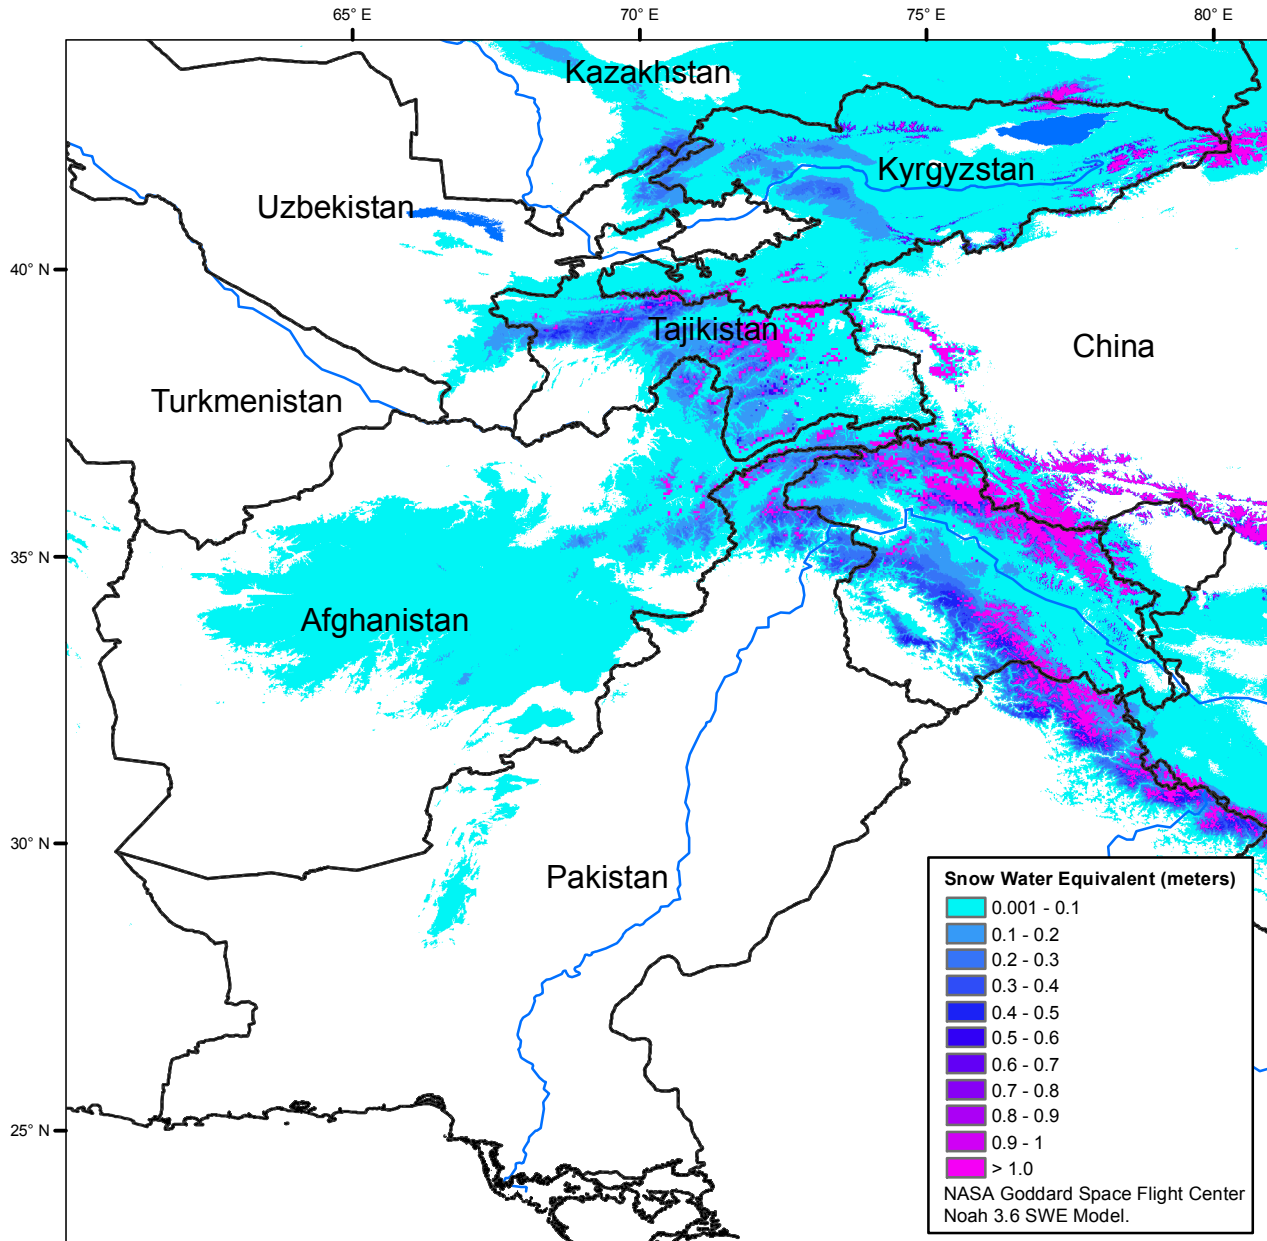 65° E
70° E
75° E
80° E
Kazakhstan
Kyrgyzstan
Uzbekistan
40° N
Tajikistan
China
Turkmenistan
35° N
Afghanistan
30° N
Pakistan
25° N
Snow Water Equivalent (meters)
0.001 - 0.1
0.1 - 0.2
0.2 - 0.3
0.3 - 0.4
0.4 - 0.5
0.5 - 0.6
0.6 - 0.7
0.7 - 0.8
0.8 - 0.9
0.9 - 1
> 1.0
NASA Goddard Space Flight Center
Noah 3.6 SWE Model.